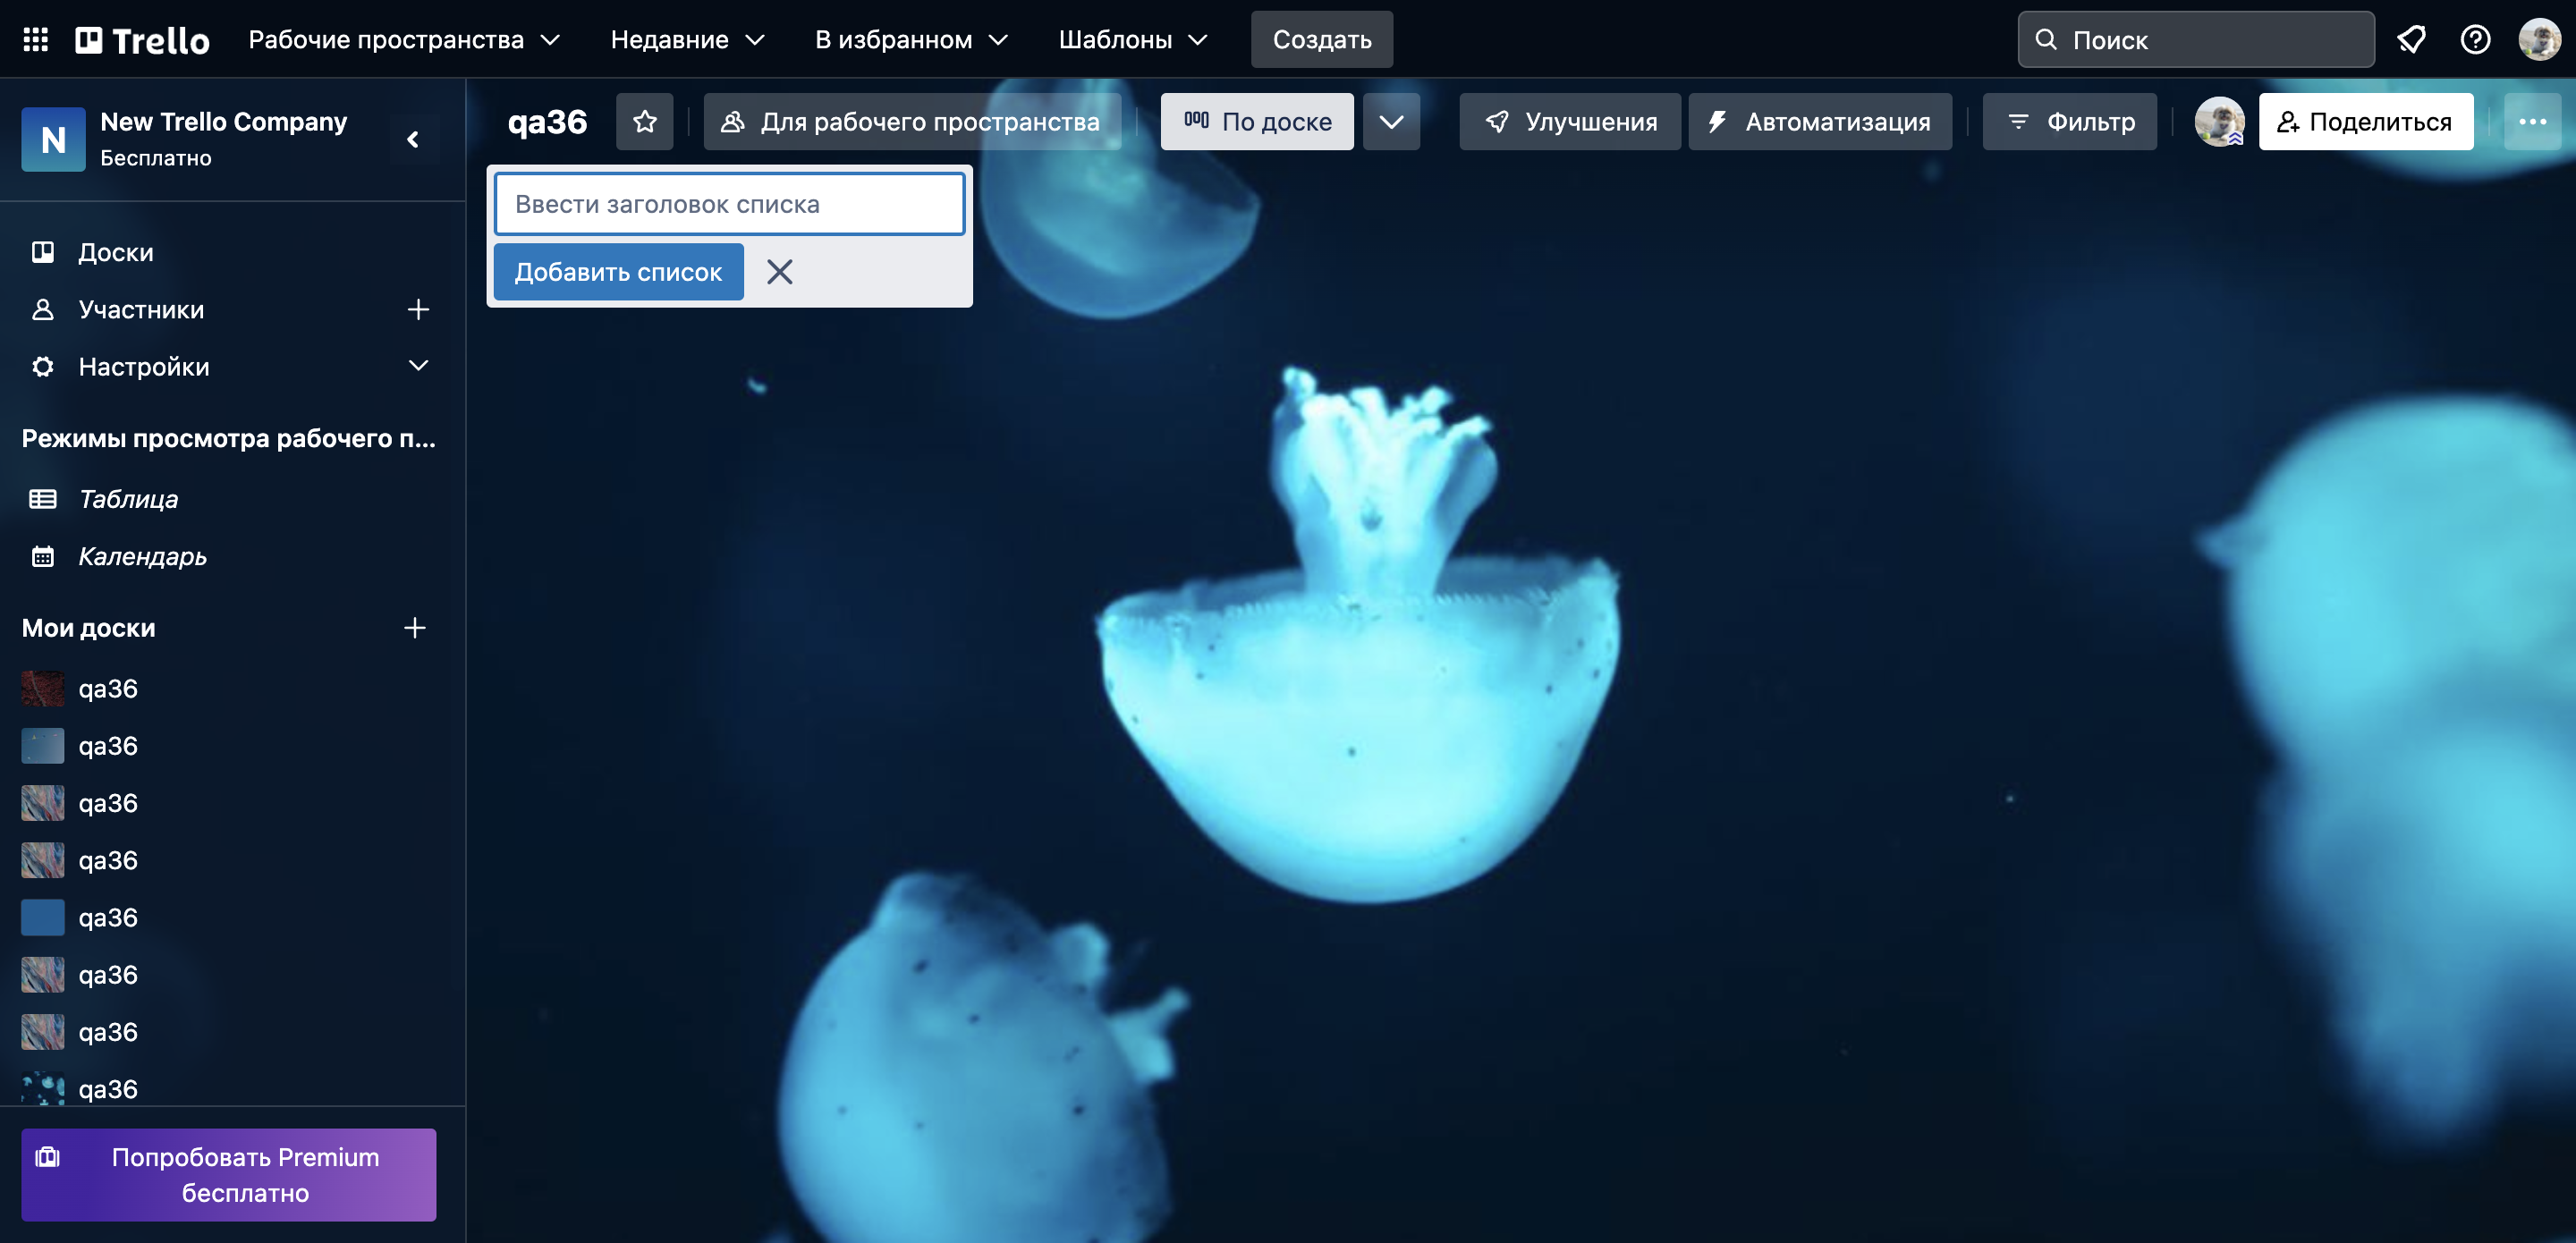 Trello
Рабочие пространства
Недавние
В избранном
Шаблоны
Создать
Поиск
N
New Trello Company
Бесплатно
qa36
Для рабочего пространства
По доске
Улучшения
Автоматизация
Фильтр
Поделиться
Ввести заголовок списка
Добавить список
Доски
Участники
Настройки
Режимы просмотра рабочего п...
Таблица
Календарь
Мои доски
qa36
qa36
qa36
qa36
qa36
qa36
qa36
qa36
Попробовать Premium
бесплатно